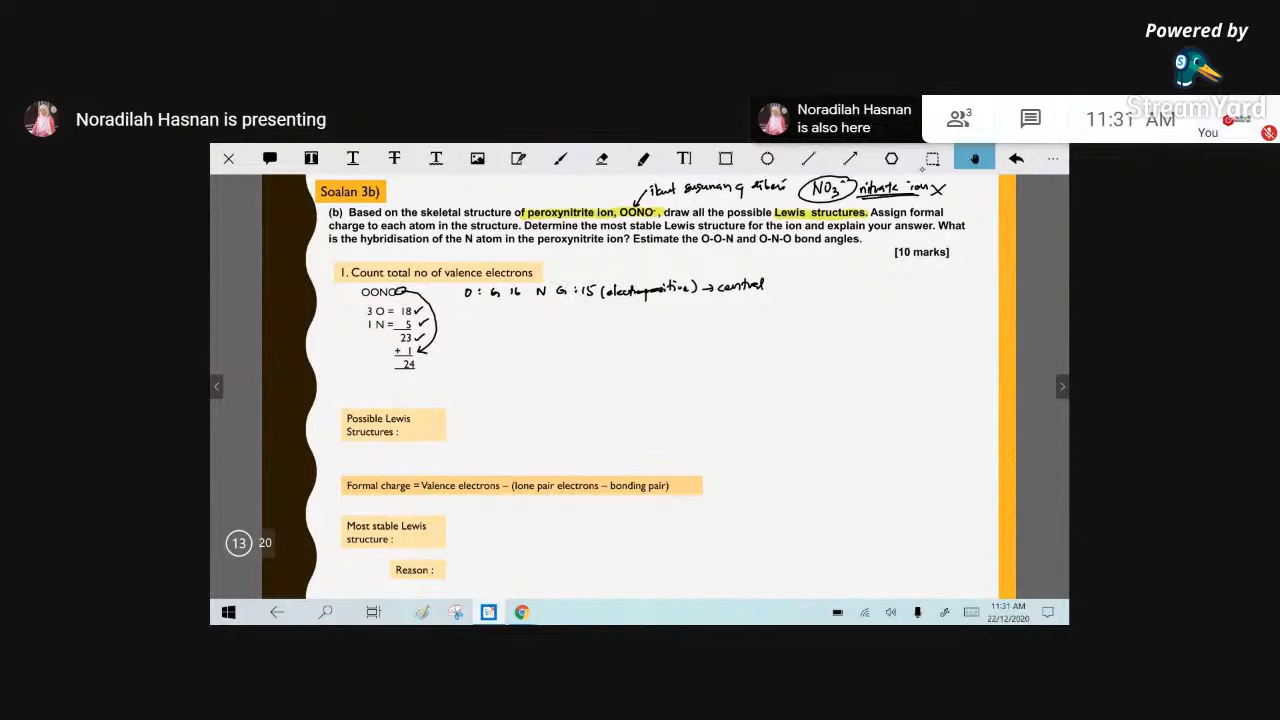 Powered by
StreamYard
Noradilah Hasnan is presenting
Noradilah Hasnan
is also here
3
11:31 AM
You
Soalan 3b)
ikut susunan q diberi
NO3- nitrate ion X
(b) Based on the skeletal structure of peroxynitrite ion, OONO-, draw all the possible Lewis structures. Assign formal
charge to each atom in the structure. Determine the most stable Lewis structure for the ion and explain your answer. What
is the hybridisation of the N atom in the peroxynitrite ion? Estimate the O-O-N and O-N-O bond angles.
[10 marks]
1. Count total no of valence electrons
OONO
O : G 16 N G : 15 (electropositive) → central
3 O = 18 ✓
1 N = 5 ✓
23 ✓
+ 1
24
Possible Lewis
Structures :
Formal charge = Valence electrons – (lone pair electrons – bonding pair)
Most stable Lewis
structure :
Reason :
13 20
11:31 AM
22/12/2020